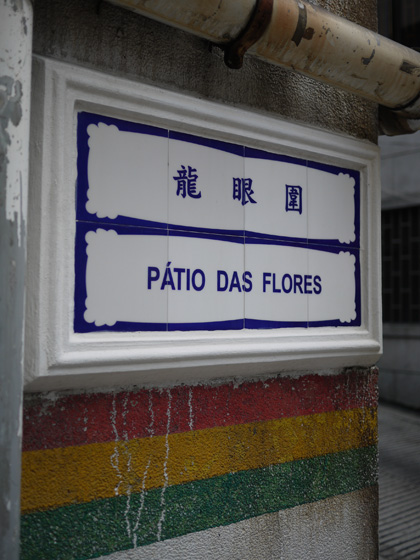 龍眼圍
PÁTIO DAS FLORES